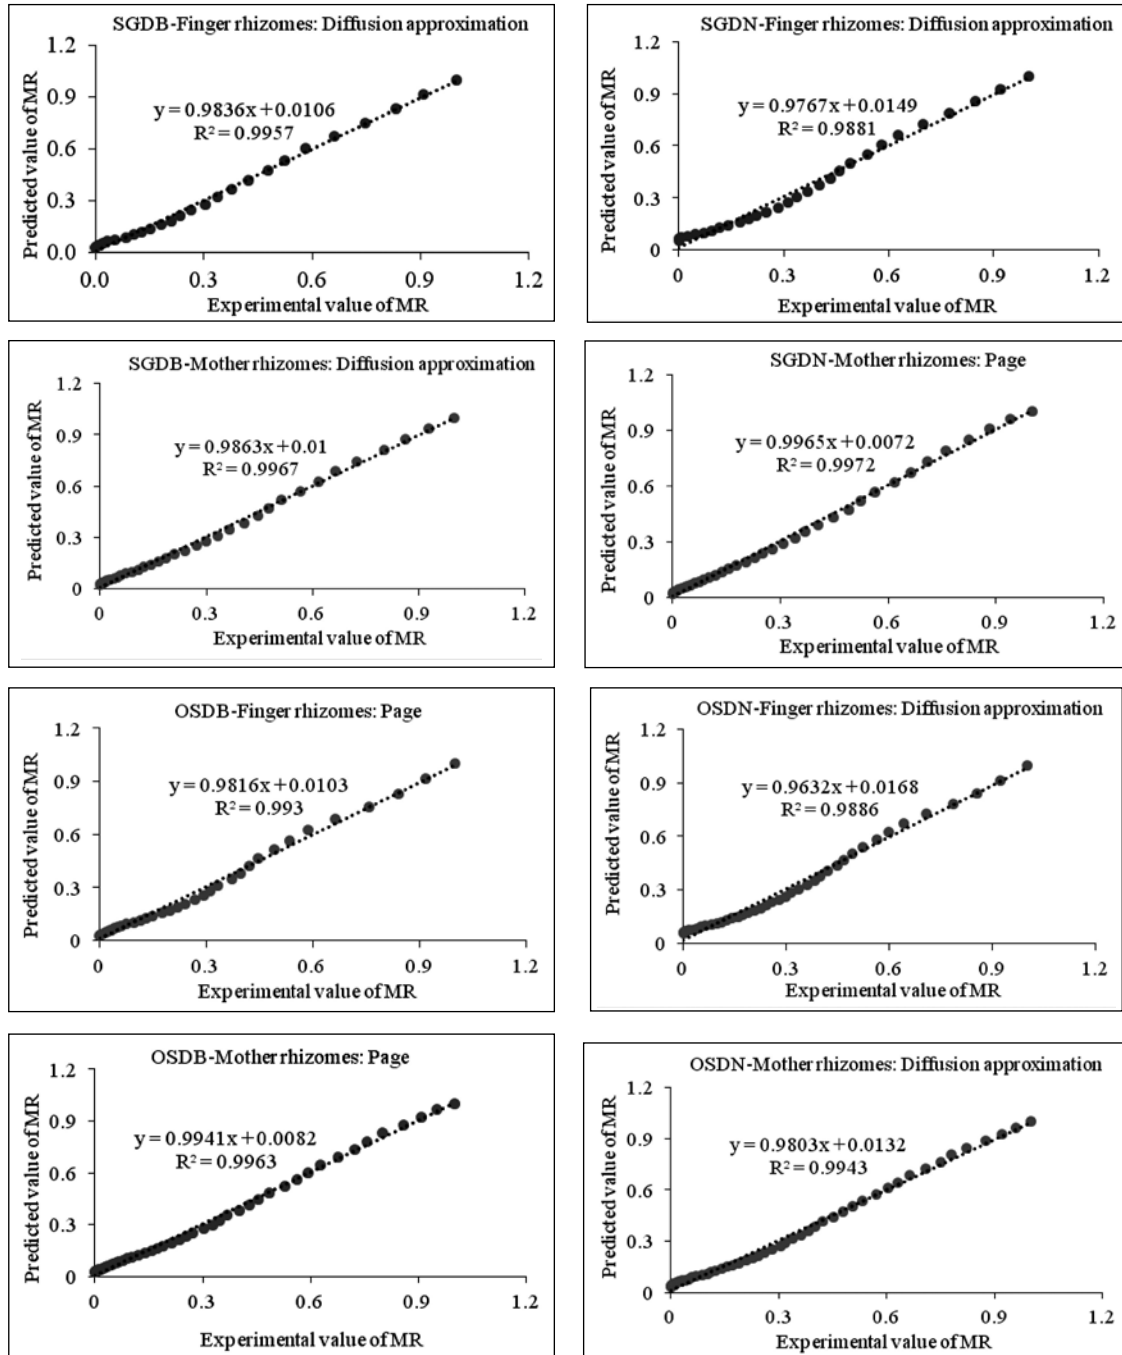 SGDB-Finger rhizomes: Diffusion approximation
1.2
0.9
0.6
0.3
0.0
Predicted value of MR
y = 0.9836x + 0.0106
R² = 0.9957
0.0 0.3 0.6 0.9 1.2
Experimental value of MR
SGDN-Finger rhizomes: Diffusion approximation
1.2
0.9
0.6
0.3
0
Predicted value of MR
y = 0.9767x + 0.0149
R² = 0.9881
0 0.3 0.6 0.9 1.2
Experimental value of MR
SGDB-Mother rhizomes: Diffusion approximation
1.2
0.9
0.6
0.3
0
Predicted value of MR
y = 0.9863x + 0.01
R² = 0.9967
0 0.3 0.6 0.9 1.2
Experimental value of MR
SGDN-Mother rhizomes: Page
1.2
0.9
0.6
0.3
0
Predicted value of MR
y = 0.9965x + 0.0072
R² = 0.9972
0 0.3 0.6 0.9 1.2
Experimental value of MR
OSDB-Finger rhizomes: Page
1.2
0.9
0.6
0.3
0
Predicted value of MR
y = 0.9816x + 0.0103
R² = 0.993
0 0.3 0.6 0.9 1.2
Experimental value of MR
OSDN-Finger rhizomes: Diffusion approximation
1.2
0.9
0.6
0.3
0
Predicted value of MR
y = 0.9632x + 0.0168
R² = 0.9886
0 0.3 0.6 0.9 1.2
Experimental value of MR
OSDB-Mother rhizomes: Page
1.2
0.9
0.6
0.3
0
Predicted value of MR
y = 0.9941x + 0.0082
R² = 0.9963
0 0.3 0.6 0.9 1.2
Experimental value of MR
OSDN-Mother rhizomes: Diffusion approximation
1.2
0.9
0.6
0.3
0
Predicted value of MR
y = 0.9803x + 0.0132
R² = 0.9943
0 0.3 0.6 0.9 1.2
Experimental value of MR